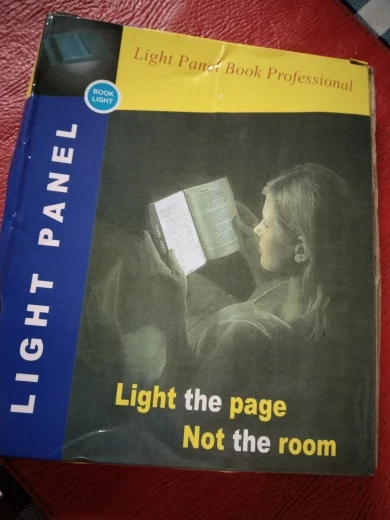 Light Panel Book Professional
BOOK
LIGHT
LIGHT PANEL
Light the page
Not the room